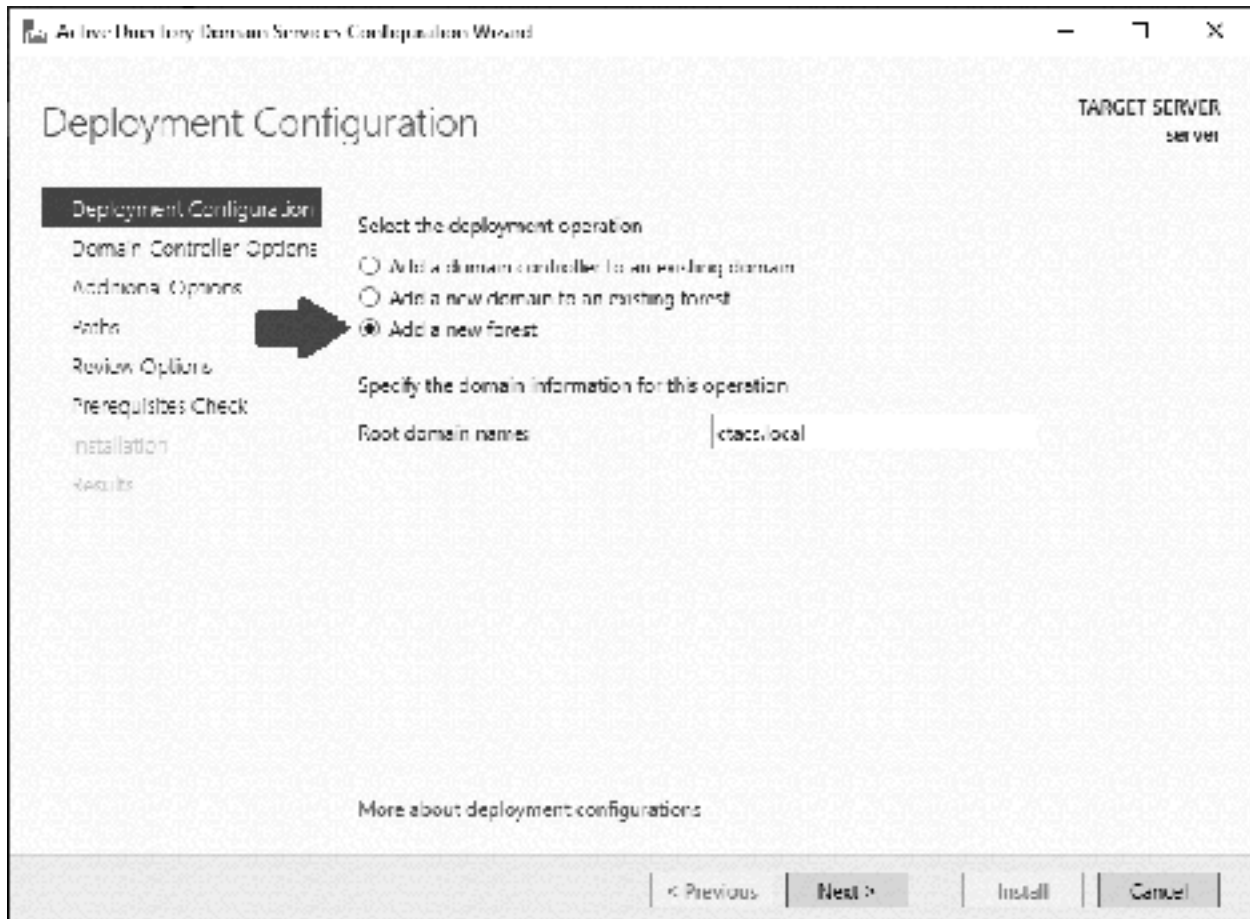 Active Directory Domain Services Configuration Wizard
Deployment Configuration
TARGET SERVER
server
Deployment Configuration
Domain Controller Options
Additional Options
Paths
Review Options
Prerequisites Check
Installation
Results
Select the deployment operation
Add a domain controller to an existing domain
Add a new domain to an existing forest
Add a new forest
Specify the domain information for this operation
Root domain names
ctacs.local
More about deployment configurations
< Previous
Next >
Install
Cancel